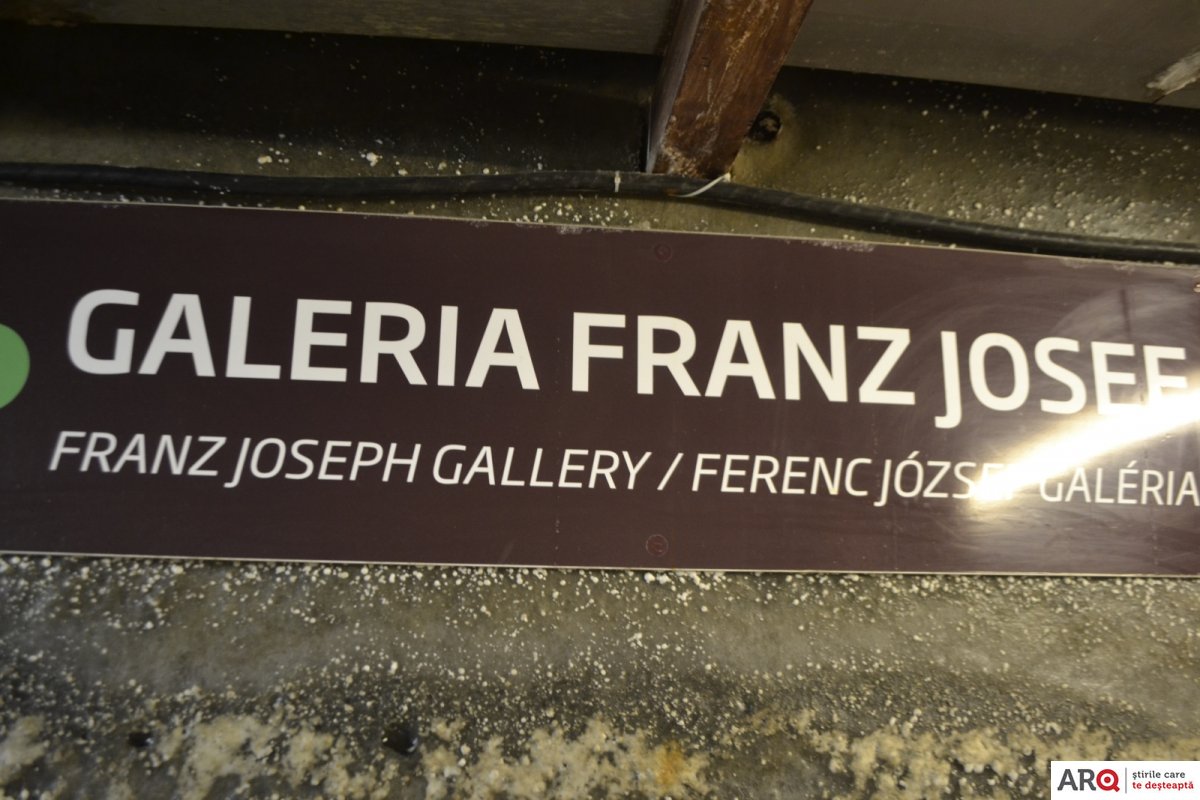 GALERIA FRANZ JOSEF
FRANZ JOSEPH GALLERY / FERENC JÓZSEF GALÉRIA
ARQ știrile care
te deșteaptă